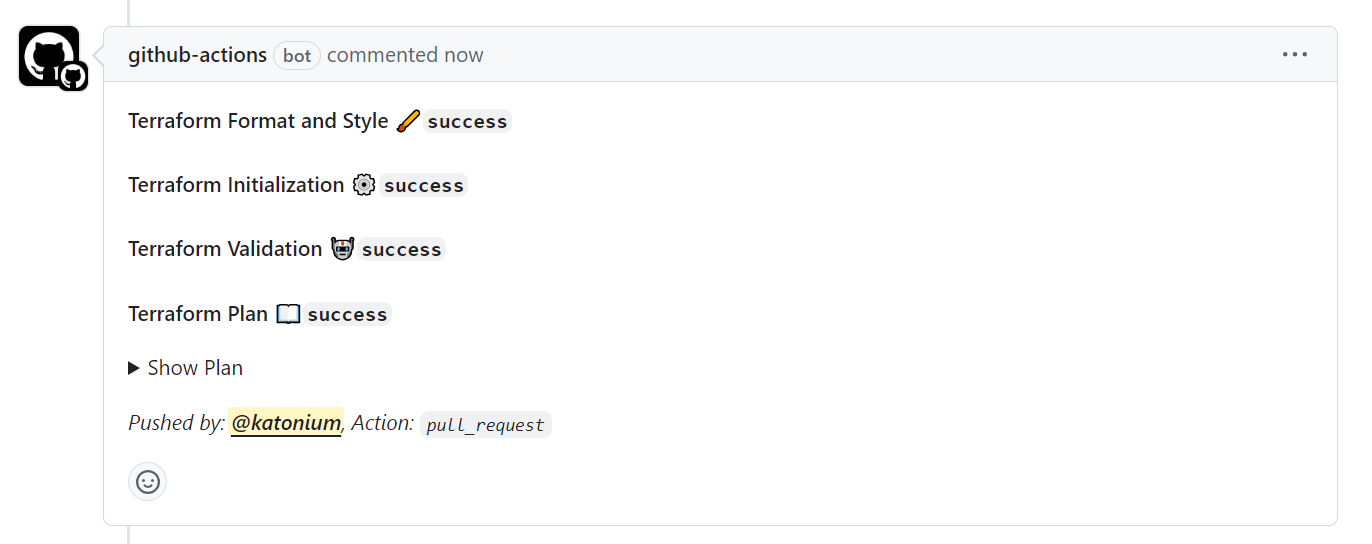 github-actions bot commented now
Terraform Format and Style 🖌️ success
Terraform Initialization ⚙️ success
Terraform Validation 🤖 success
Terraform Plan 📖 success
Show Plan
Pushed by: @katonium, Action: pull_request